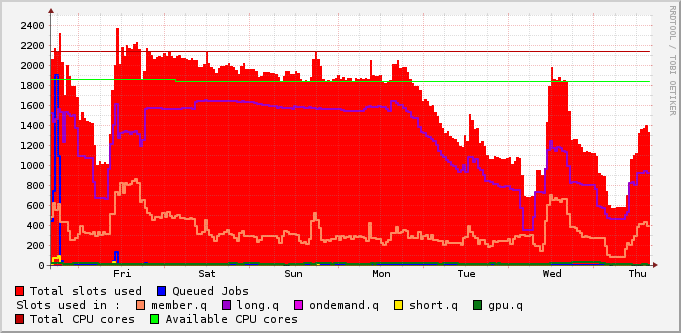 RRDTOOL / TOBI OETIKER
2400
2200
2000
1800
1600
1400
1200
1000
800
600
400
200
0
Fri Sat Sun Mon Tue Wed Thu
Total slots used Queued Jobs
Slots used in : member.q long.q ondemand.q short.q gpu.q
Total CPU cores Available CPU cores